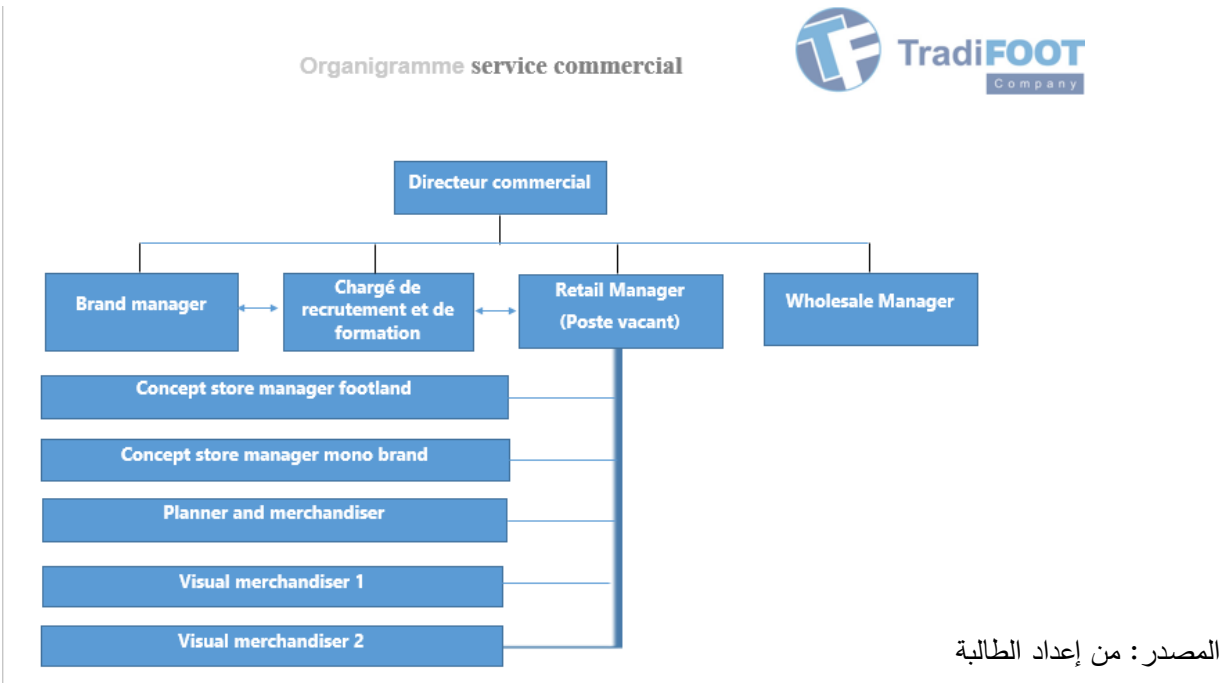 Organigramme service commercial
TF
TradiFOOT
Company
Directeur commercial
Brand manager
Chargé de
recrutement et de
formation
Retail Manager
(Poste vacant)
Wholesale Manager
Concept store manager footland
Concept store manager mono brand
Planner and merchandiser
Visual merchandiser 1
Visual merchandiser 2
المصدر: من إعداد الطالبة